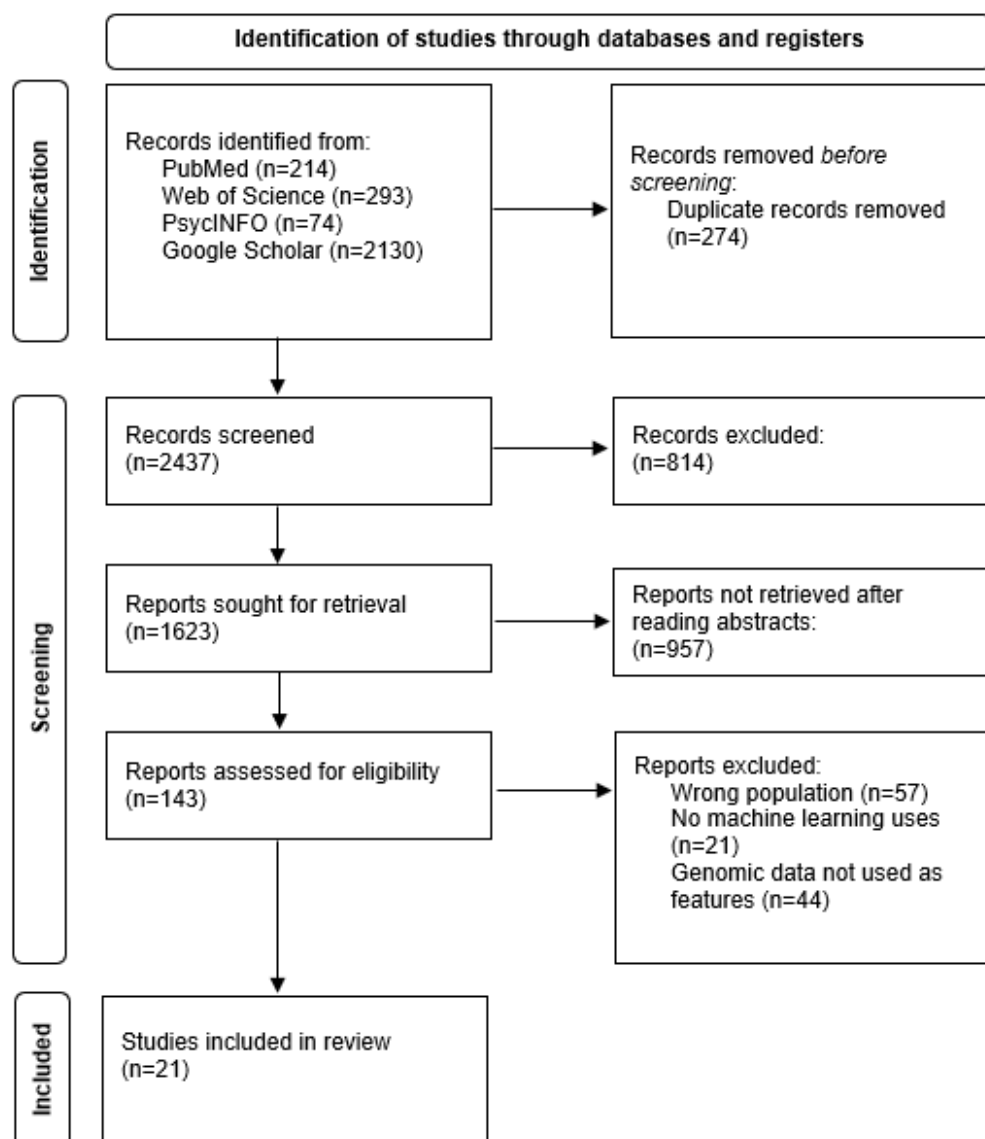 Identification of studies through databases and registers
Identification
Records identified from:
PubMed (n=214)
Web of Science (n=293)
PsycINFO (n=74)
Google Scholar (n=2130)
Records removed before
screening:
Duplicate records removed
(n=274)
Screening
Records screened
(n=2437)
Records excluded:
(n=814)
Reports sought for retrieval
(n=1623)
Reports not retrieved after
reading abstracts:
(n=957)
Reports assessed for eligibility
(n=143)
Reports excluded:
Wrong population (n=57)
No machine learning uses
(n=21)
Genomic data not used as
features (n=44)
Included
Studies included in review
(n=21)